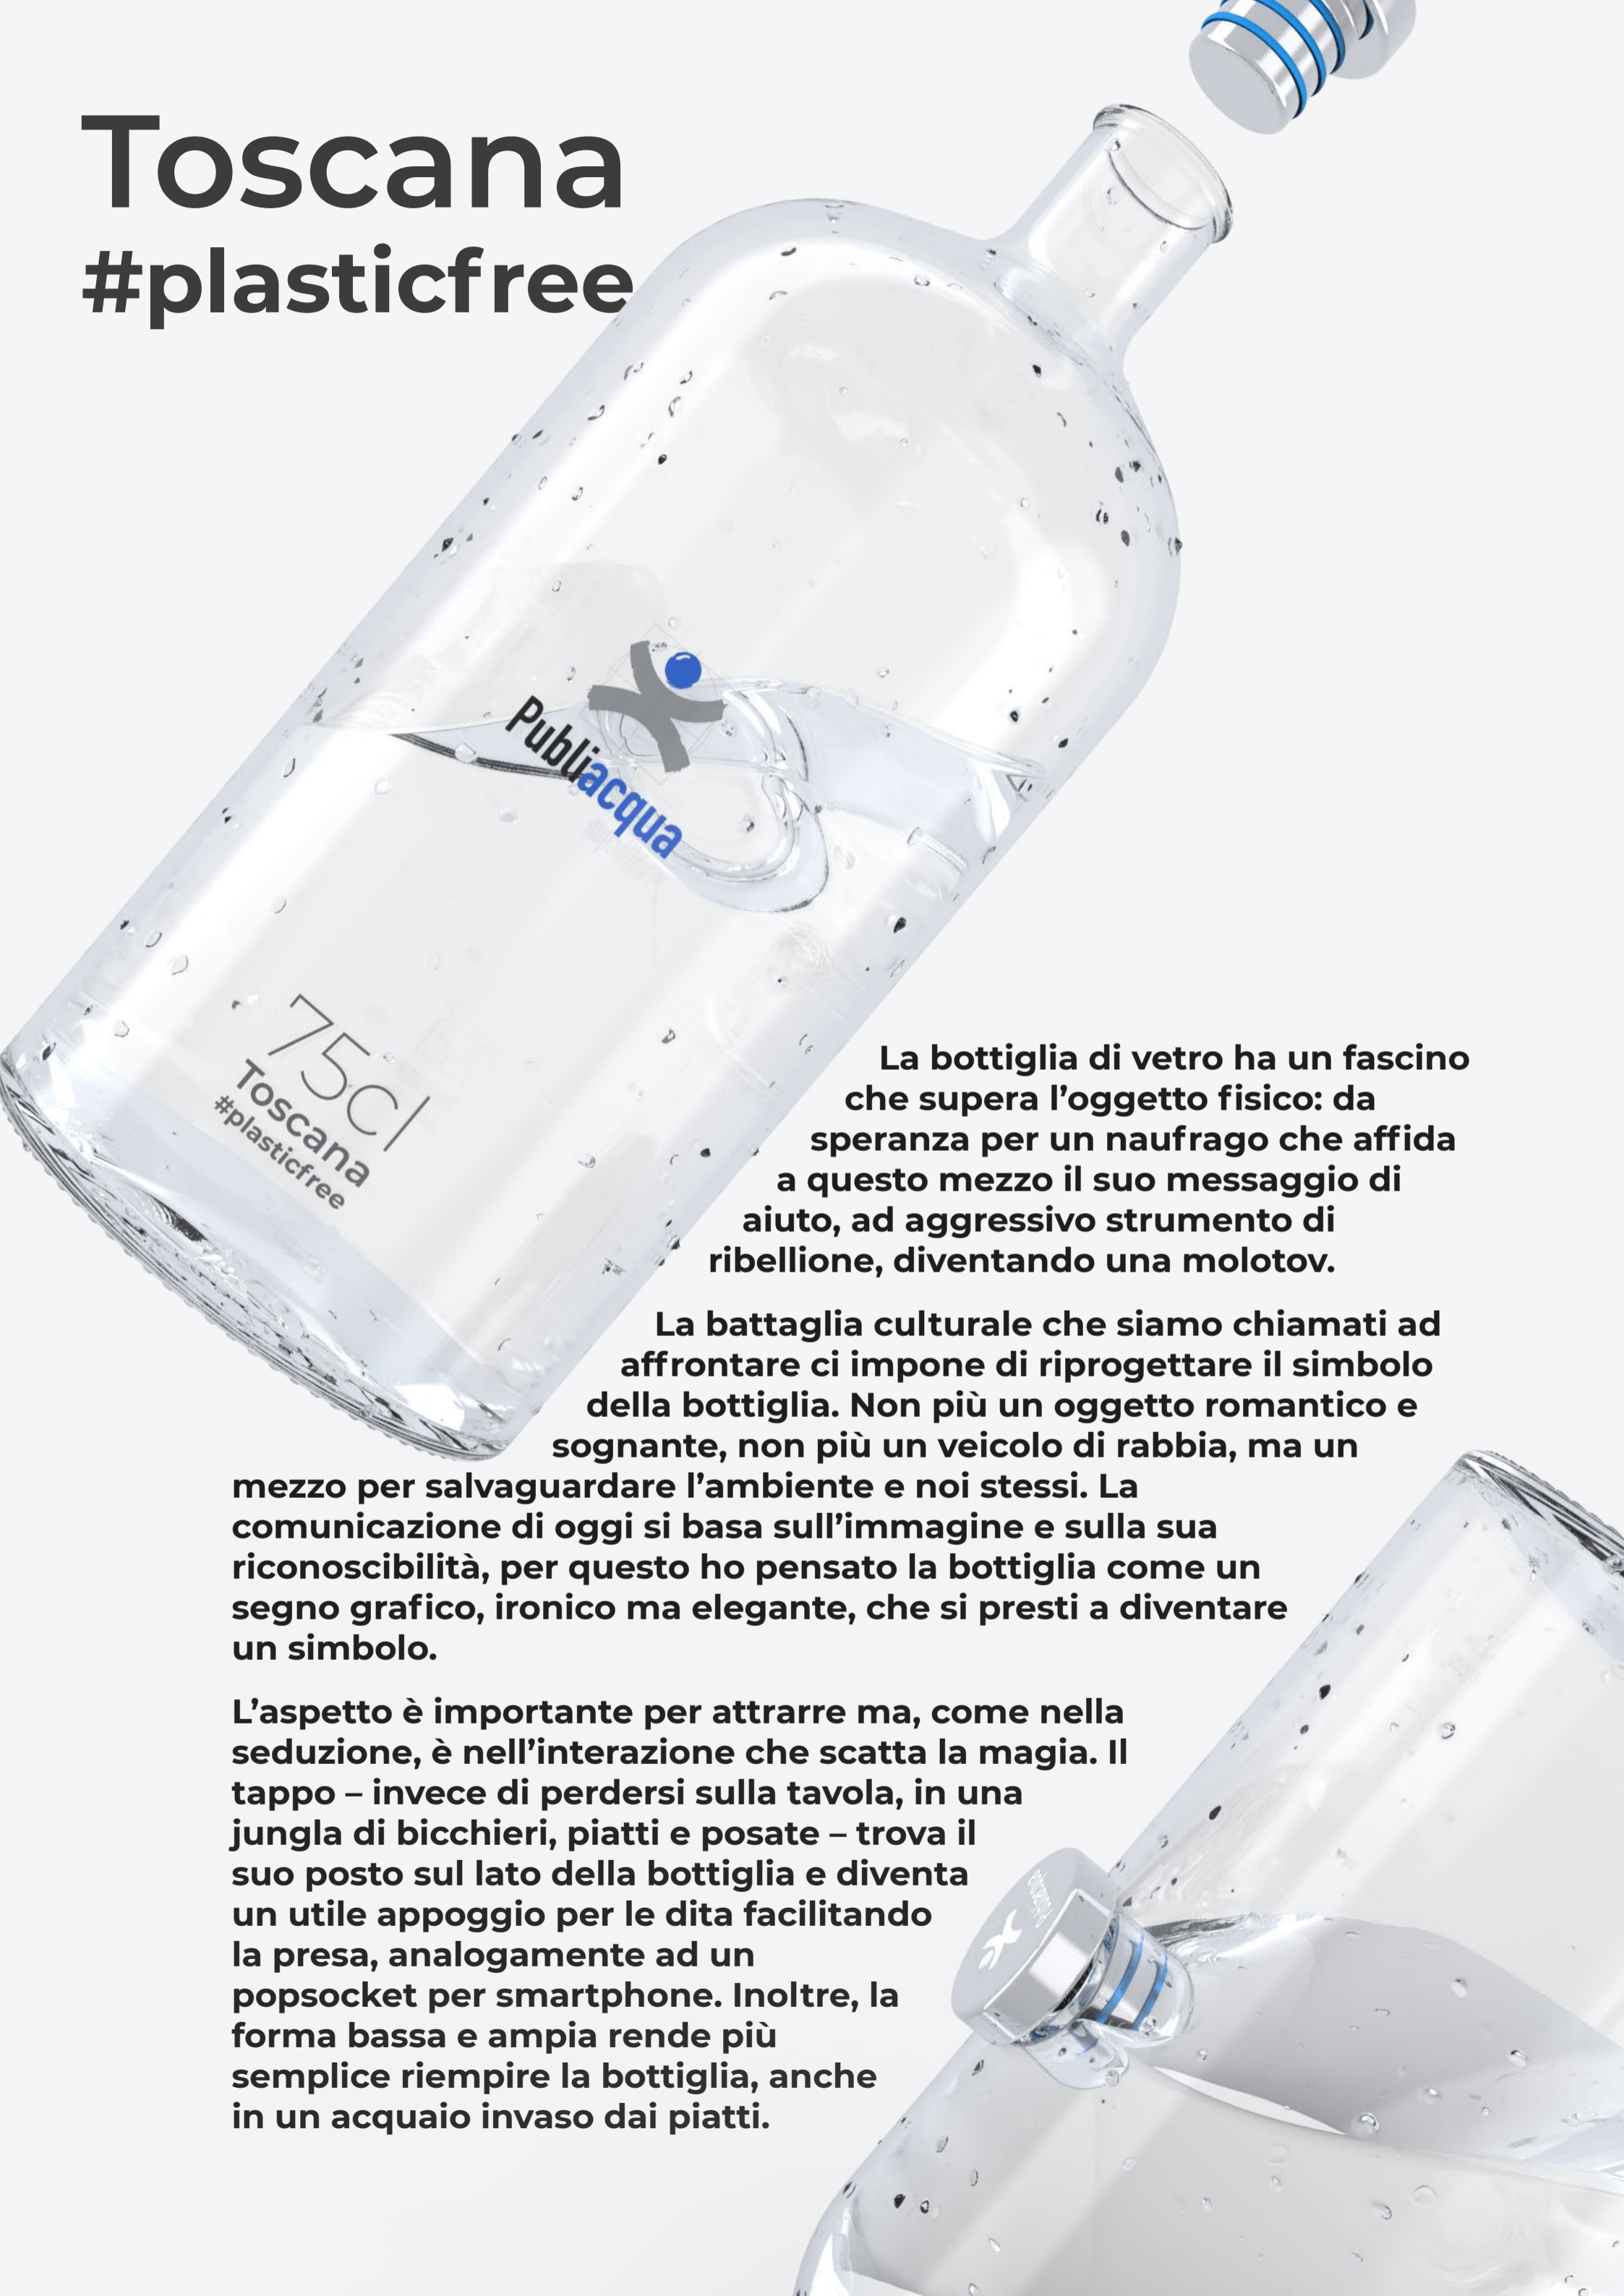 Toscana
#plasticfree
Publiacqua
75cl
Toscana
#plasticfree
La bottiglia di vetro ha un fascino
che supera l’oggetto fisico: da
speranza per un naufrago che affida
a questo mezzo il suo messaggio di
aiuto, ad aggressivo strumento di
ribellione, diventando una molotov.
La battaglia culturale che siamo chiamati ad
affrontare ci impone di riprogettare il simbolo
della bottiglia. Non più un oggetto romantico e
sognante, non più un veicolo di rabbia, ma un
mezzo per salvaguardare l’ambiente e noi stessi. La
comunicazione di oggi si basa sull’immagine e sulla sua
riconoscibilità, per questo ho pensato la bottiglia come un
segno grafico, ironico ma elegante, che si presti a diventare
un simbolo.
L’aspetto è importante per attrarre ma, come nella
seduzione, è nell’interazione che scatta la magia. Il
tappo – invece di perdersi sulla tavola, in una
jungla di bicchieri, piatti e posate – trova il
suo posto sul lato della bottiglia e diventa
un utile appoggio per le dita facilitando
la presa, analogamente ad un
popsocket per smartphone. Inoltre, la
forma bassa e ampia rende più
semplice riempire la bottiglia, anche
in un acquaio invaso dai piatti.